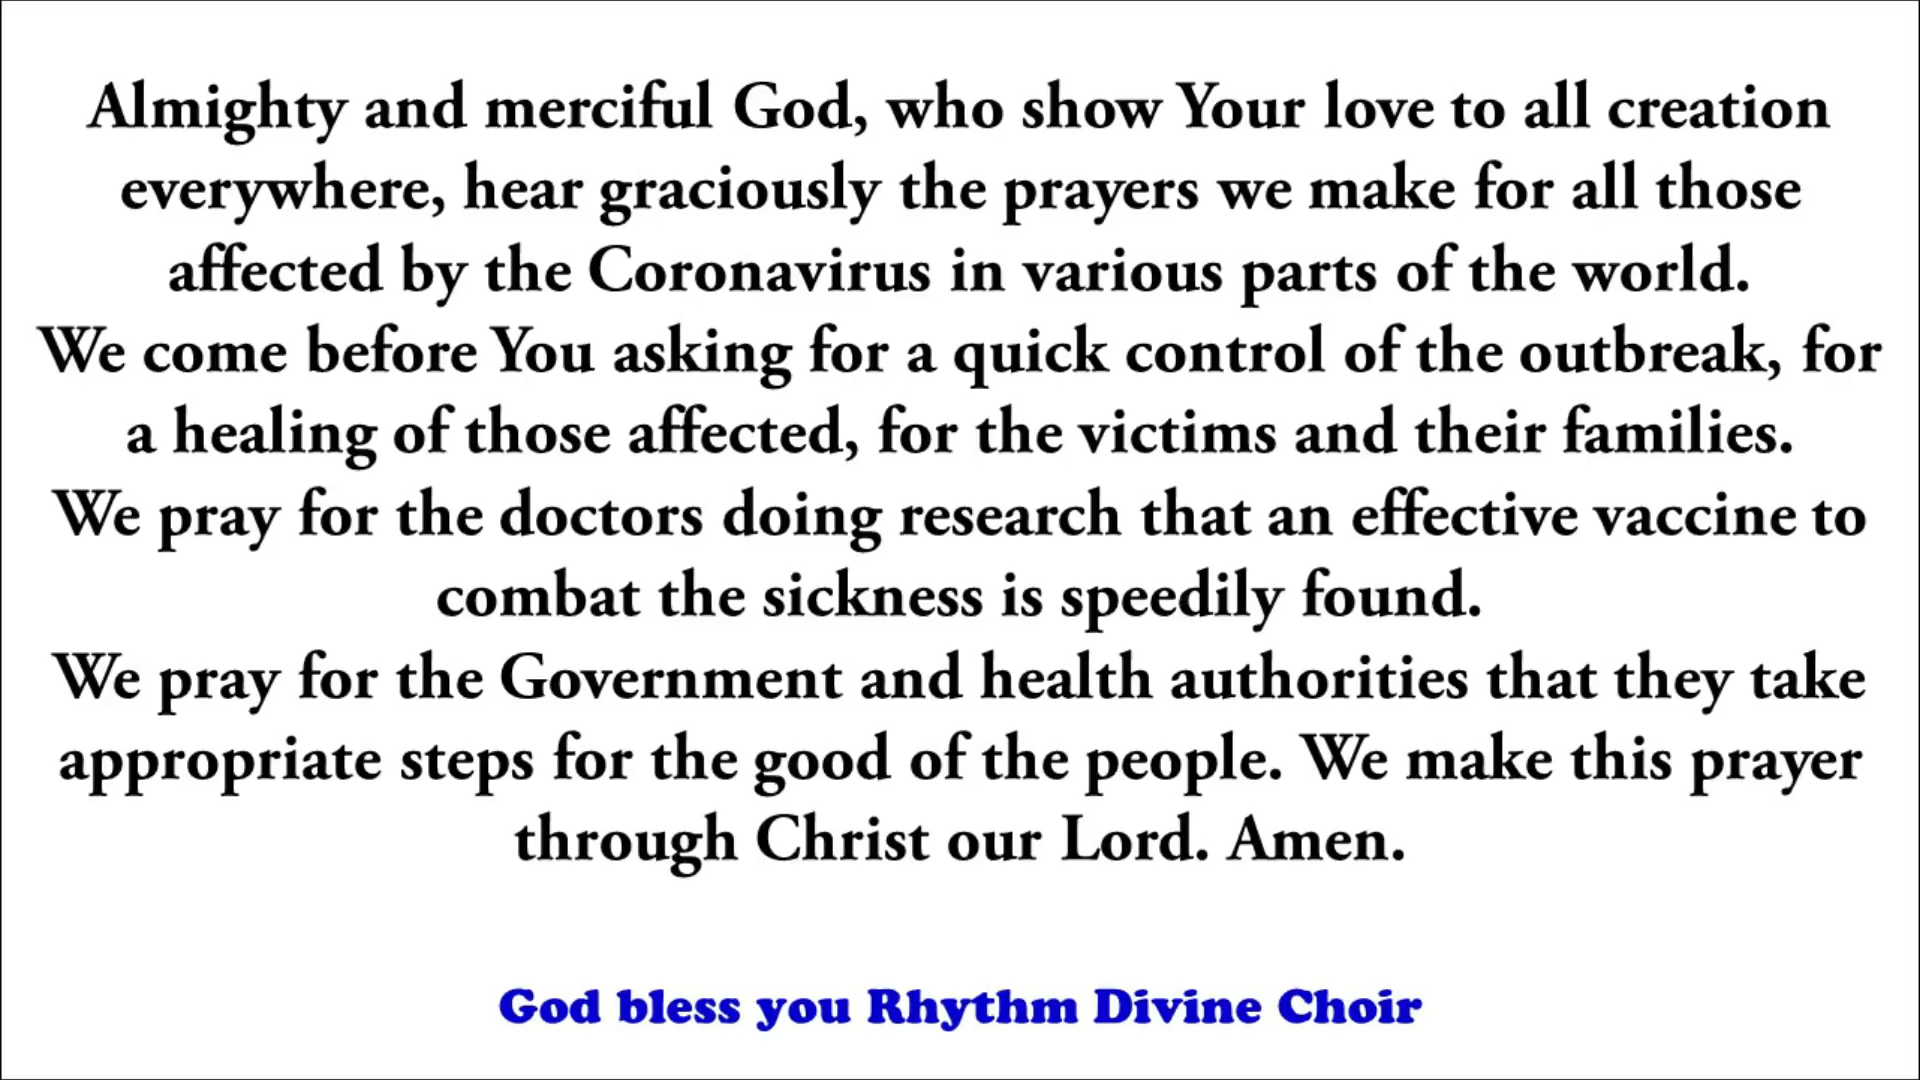 Almighty and merciful God, who show Your love to all creation
everywhere, hear graciously the prayers we make for all those
affected by the Coronavirus in various parts of the world.
We come before You asking for a quick control of the outbreak, for
a healing of those affected, for the victims and their families.
We pray for the doctors doing research that an effective vaccine to
combat the sickness is speedily found.
We pray for the Government and health authorities that they take
appropriate steps for the good of the people. We make this prayer
through Christ our Lord. Amen.
God bless you Rhythm Divine Choir